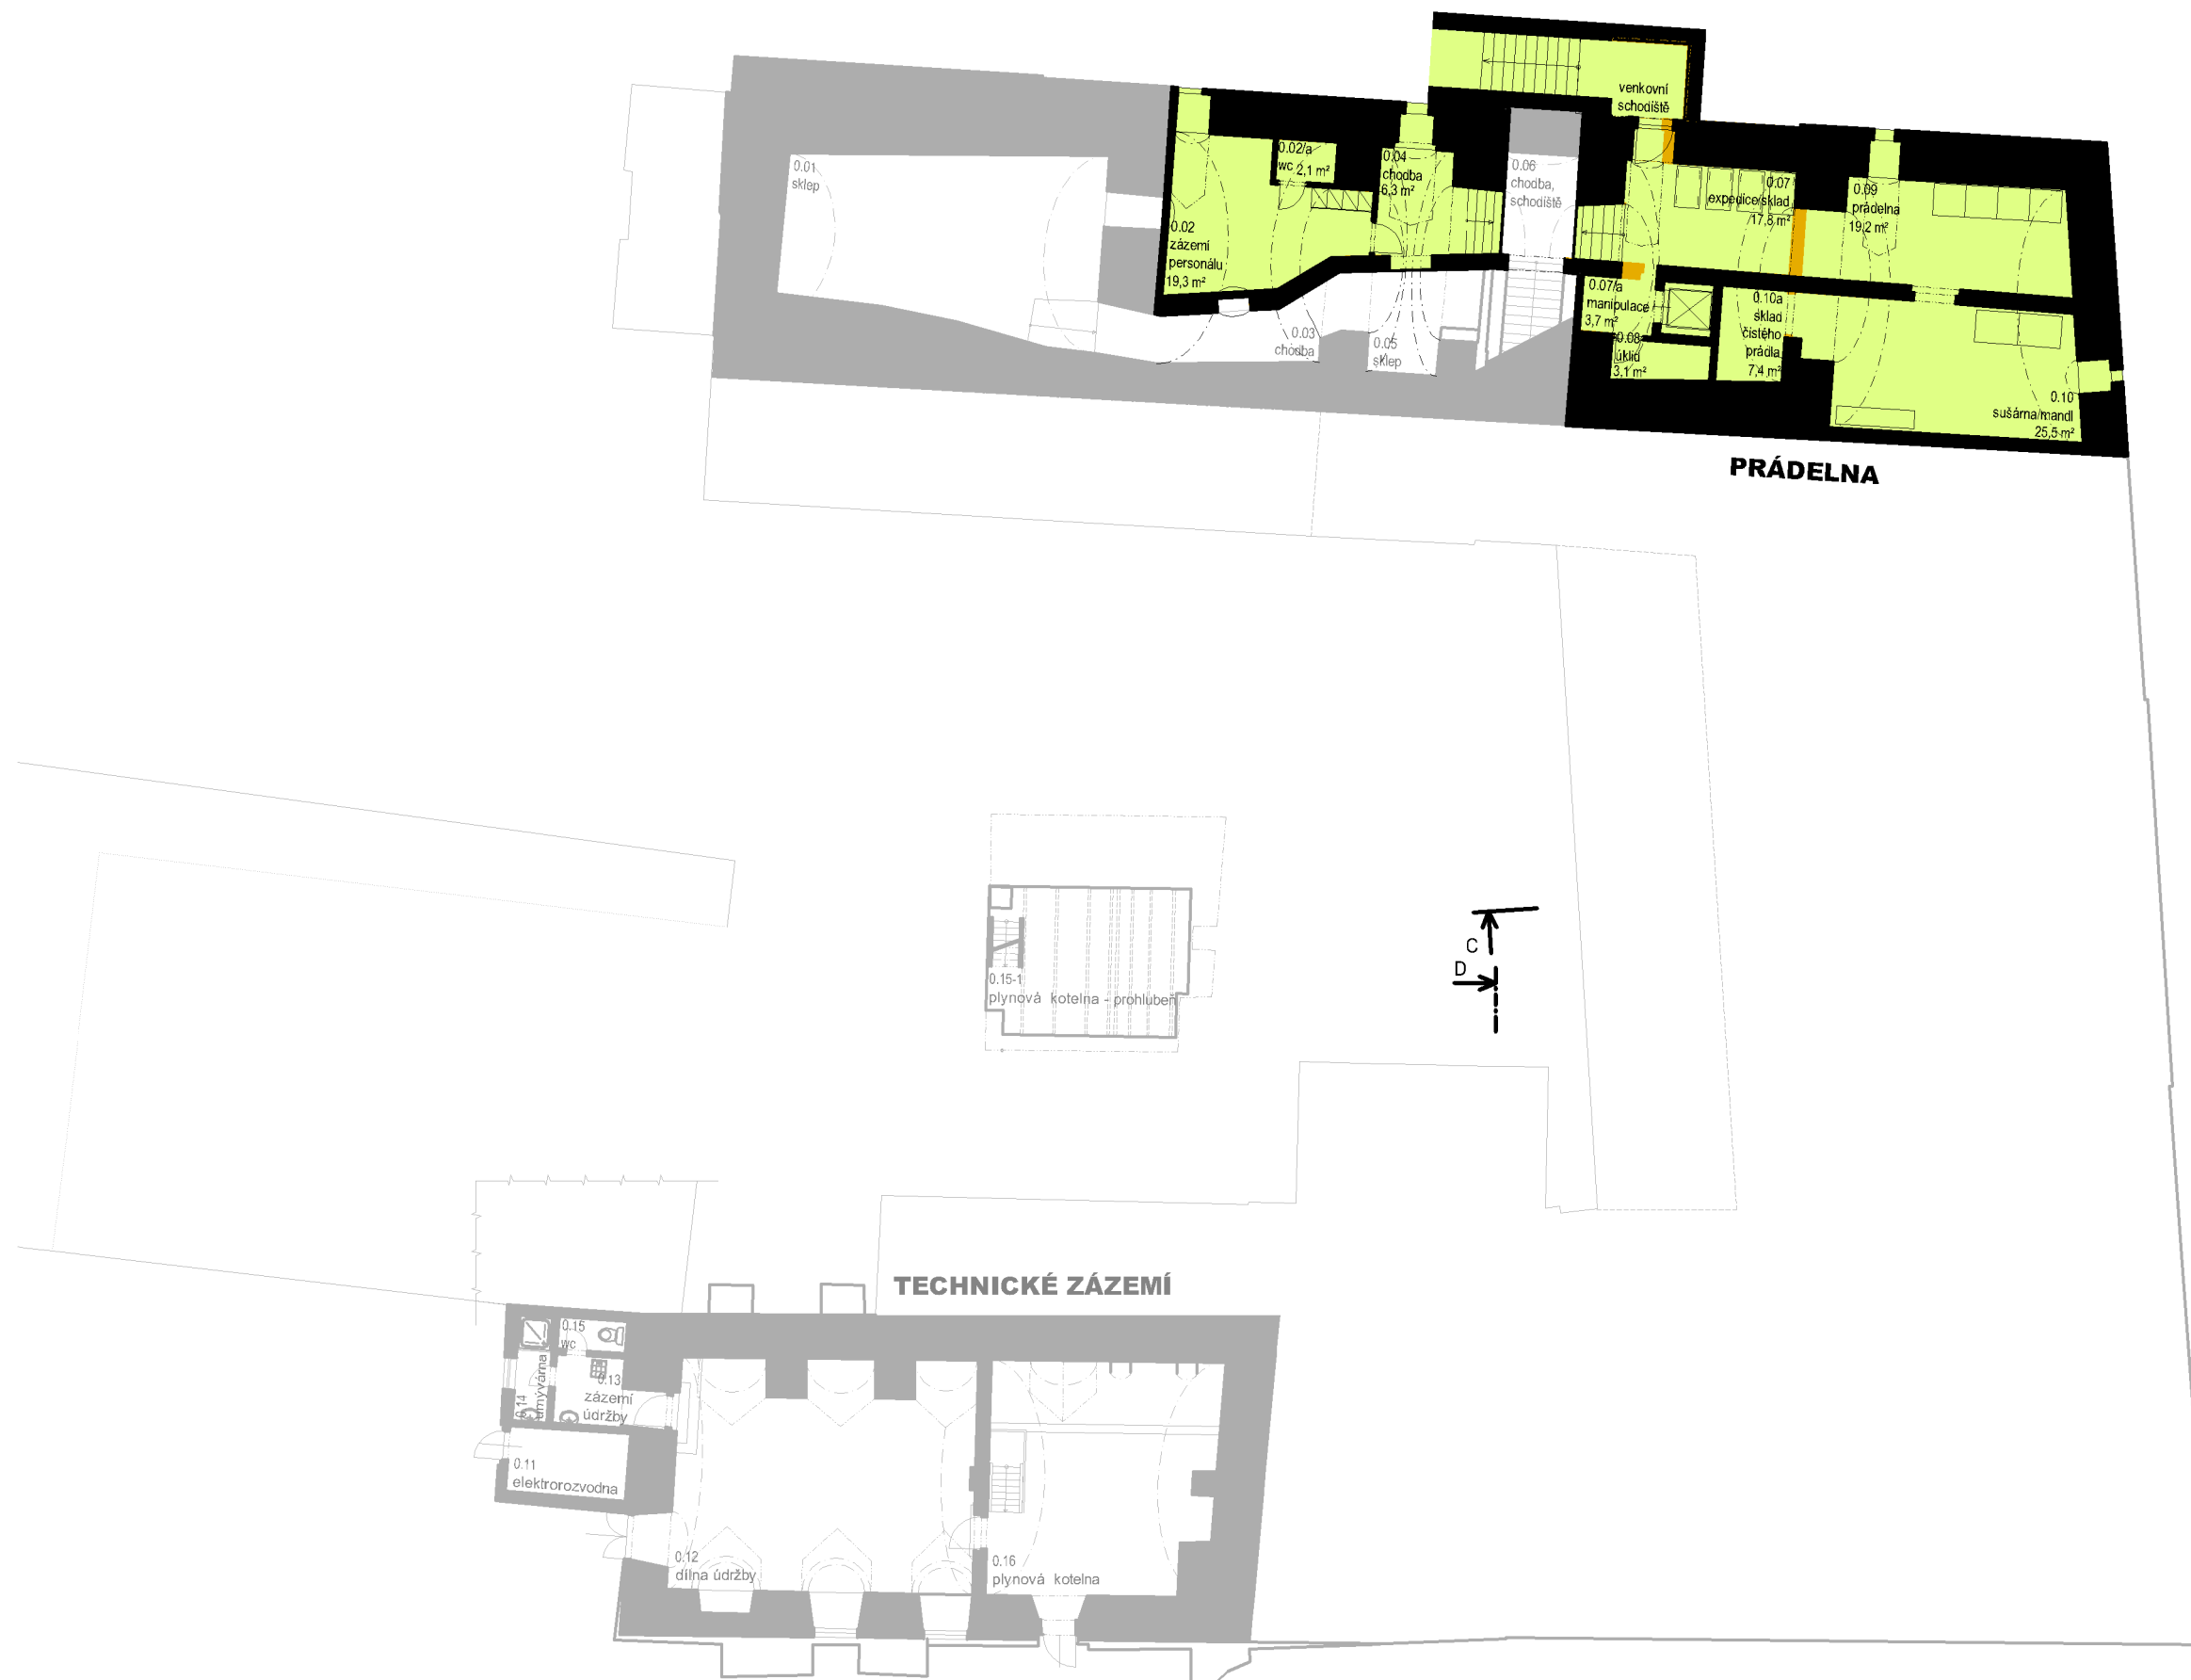 venkovní
schodiště
0.01
sklep
0.02/a
wc 2,1 m²
0.04
chodba
6,3 m²
0.06
chodba,
schodiště
0.07
expedice/sklad
17,8 m²
0.09
prádelna
19,2 m²
0.02
zázemí
personálu
19,3 m²
0.07/a
manipulace
3,7 m²
0.08
úklid
3,1 m²
0.10a
sklad
čistého
prádla
7,4 m²
0.03
chodba
0.05
sklep
0.10
sušárna/mandl
25,5 m²
PRÁDELNA
C
D
0.15-1
plynová kotelna - prohlubeň
TECHNICKÉ ZÁZEMÍ
0.15
wc
0.13
zázemí
údržby
0.14
umývárna
0.11
elektrorozvodna
0.12
dílna údržby
0.16
plynová kotelna